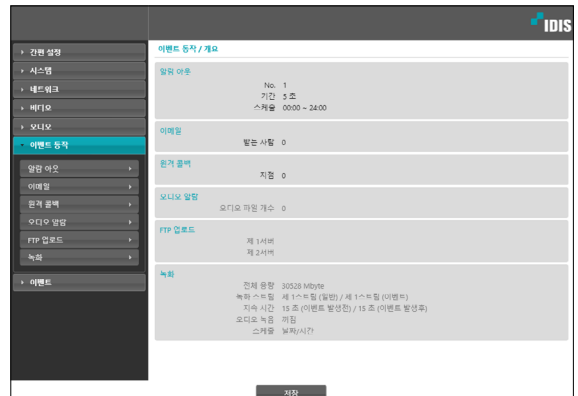 IDIS
간편 설정
시스템
네트워크
비디오
오디오
이벤트 동작
알람 아웃
이메일
원격 콜백
오디오 알람
FTP 업로드
녹화
이벤트
이벤트 동작 / 개요
알람 아웃
No. 1
기간 5 초
스케줄 00:00 ~ 24:00
이메일
받는 사람 0
원격 콜백
지점 0
오디오 알람
오디오 파일 개수 0
FTP 업로드
제 1서버
제 2서버
녹화
전체 용량 30528 Mbyte
녹화 스트림 제 1스트림 (일반) / 제 1스트림 (이벤트)
지속 시간 15 초 (이벤트 발생전) / 15 초 (이벤트 발생후)
오디오 녹음 꺼짐
스케줄 날짜/시간
저장